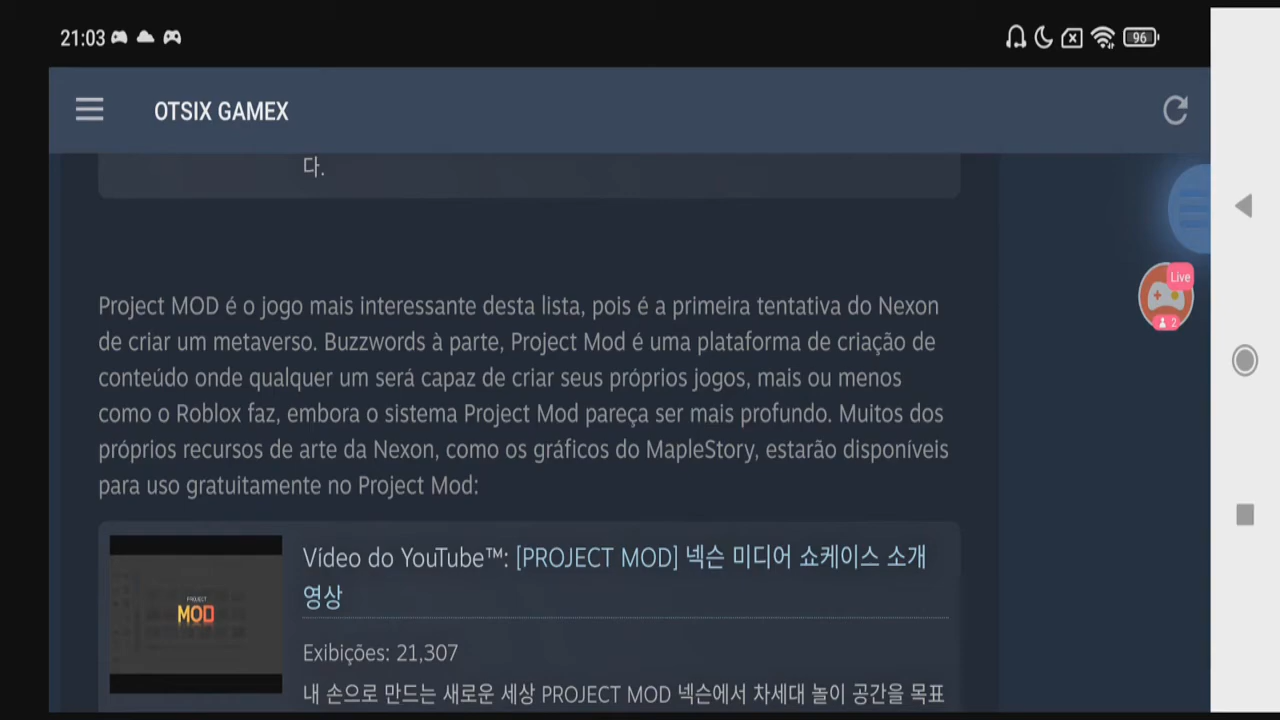 21:03
96
OTSIX GAMEX
다.
Live
2
Project MOD é o jogo mais interessante desta lista, pois é a primeira tentativa do Nexon
de criar um metaverso. Buzzwords à parte, Project Mod é uma plataforma de criação de
conteúdo onde qualquer um será capaz de criar seus próprios jogos, mais ou menos
como o Roblox faz, embora o sistema Project Mod pareça ser mais profundo. Muitos dos
próprios recursos de arte da Nexon, como os gráficos do MapleStory, estarão disponíveis
para uso gratuitamente no Project Mod:
PROJECT
MOD
Vídeo do YouTube™: [PROJECT MOD] 넥슨 미디어 쇼케이스 소개
영상
Exibições: 21,307
내 손으로 만드는 새로운 세상 PROJECT MOD 넥슨에서 차세대 놀이 공간을 목표